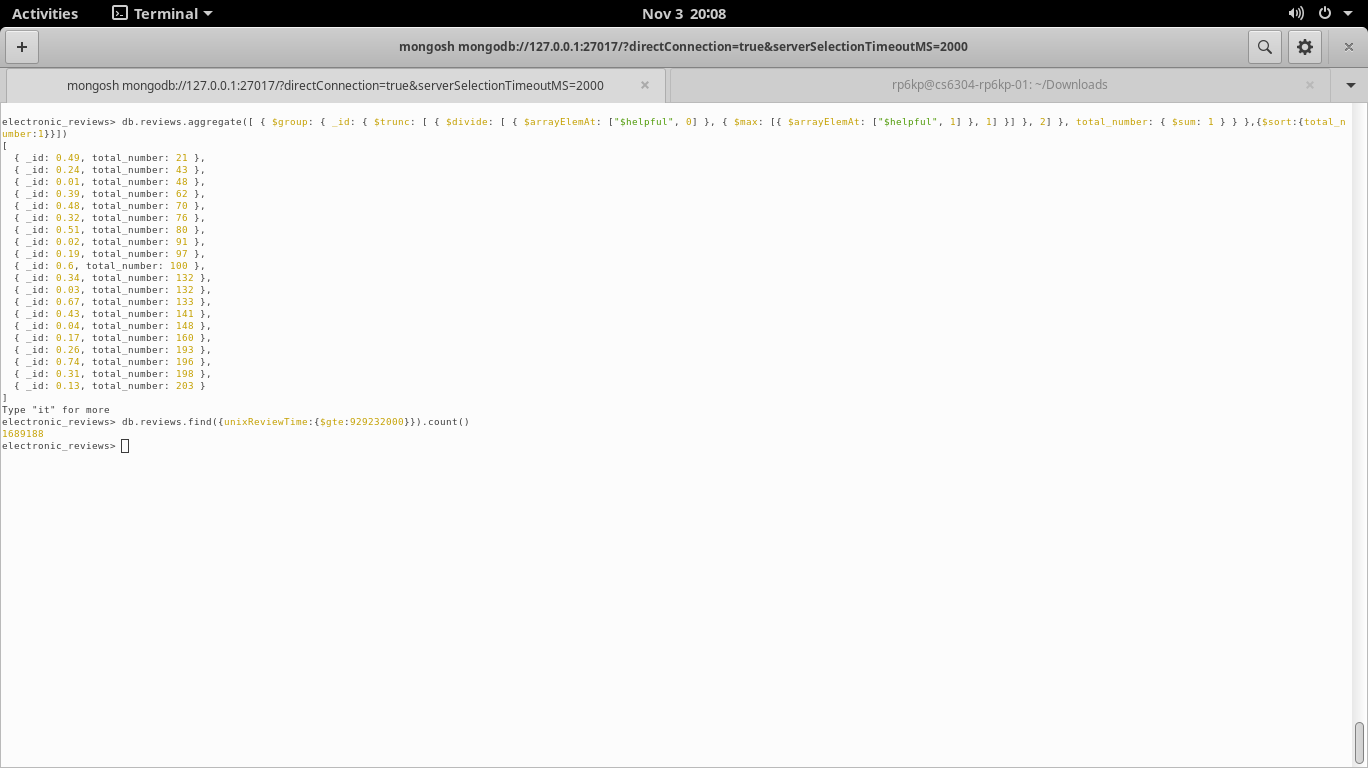 Activities Terminal Nov 3 20:08
+ mongosh mongodb://127.0.0.1:27017/?directConnection=true&serverSelectionTimeoutMS=2000 ×
mongosh mongodb://127.0.0.1:27017/?directConnection=true&serverSelectionTimeoutMS=2000 × rp6kp@cs6304-rp6kp-01: ~/Downloads ×
electronic_reviews> db.reviews.aggregate([ { $group: { _id: { $trunc: [ { $divide: [ { $arrayElemAt: ["$helpful", 0] }, { $max: [{ $arrayElemAt: ["$helpful", 1] }, 1] }] }, 2] }, total_number: { $sum: 1 } } },{$sort:{total_n
umber:1}}])
[
  { _id: 0.49, total_number: 21 },
  { _id: 0.24, total_number: 43 },
  { _id: 0.01, total_number: 48 },
  { _id: 0.39, total_number: 62 },
  { _id: 0.48, total_number: 70 },
  { _id: 0.32, total_number: 76 },
  { _id: 0.51, total_number: 80 },
  { _id: 0.02, total_number: 91 },
  { _id: 0.19, total_number: 97 },
  { _id: 0.6, total_number: 100 },
  { _id: 0.34, total_number: 132 },
  { _id: 0.03, total_number: 132 },
  { _id: 0.67, total_number: 133 },
  { _id: 0.43, total_number: 141 },
  { _id: 0.04, total_number: 148 },
  { _id: 0.17, total_number: 160 },
  { _id: 0.26, total_number: 193 },
  { _id: 0.74, total_number: 196 },
  { _id: 0.31, total_number: 198 },
  { _id: 0.13, total_number: 203 }
]
Type "it" for more
electronic_reviews> db.reviews.find({unixReviewTime:{$gte:929232000}}).count()
1689188
electronic_reviews>